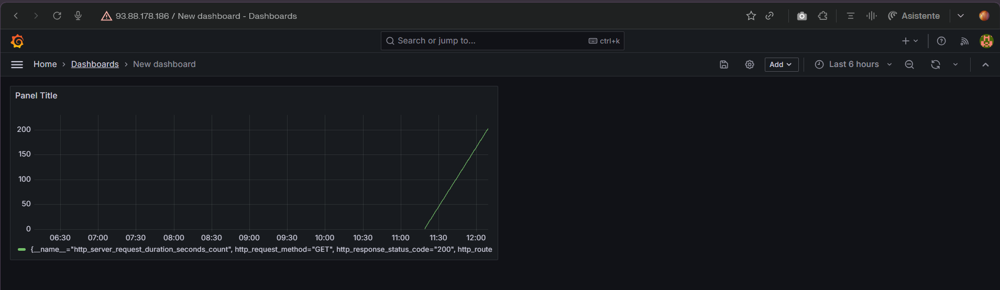 93.88.178.186 / New dashboard - Dashboards
Asistente
Search or jump to...
ctrl+k
Home › Dashboards › New dashboard
Add
Last 6 hours
Panel Title
200
150
100
50
0
06:30 07:00 07:30 08:00 08:30 09:00 09:30 10:00 10:30 11:00 11:30 12:00
{__name__="http_server_request_duration_seconds_count", http_request_method="GET", http_response_status_code="200", http_route